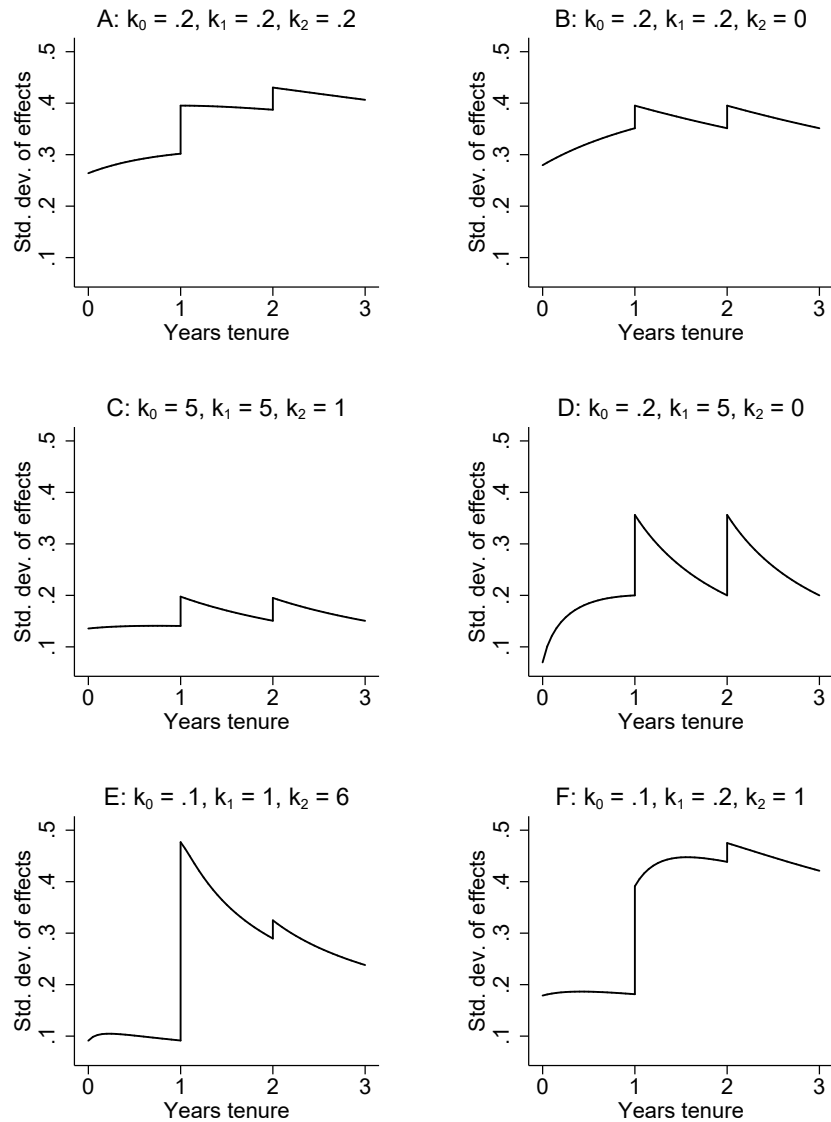 A: k₀ = .2, k₁ = .2, k₂ = .2
Std. dev. of effects
.5
.4
.3
.2
.1
0 1 2 3
Years tenure
B: k₀ = .2, k₁ = .2, k₂ = 0
Std. dev. of effects
.5
.4
.3
.2
.1
0 1 2 3
Years tenure
C: k₀ = 5, k₁ = 5, k₂ = 1
Std. dev. of effects
.5
.4
.3
.2
.1
0 1 2 3
Years tenure
D: k₀ = .2, k₁ = 5, k₂ = 0
Std. dev. of effects
.5
.4
.3
.2
.1
0 1 2 3
Years tenure
E: k₀ = .1, k₁ = 1, k₂ = 6
Std. dev. of effects
.5
.4
.3
.2
.1
0 1 2 3
Years tenure
F: k₀ = .1, k₁ = .2, k₂ = 1
Std. dev. of effects
.5
.4
.3
.2
.1
0 1 2 3
Years tenure